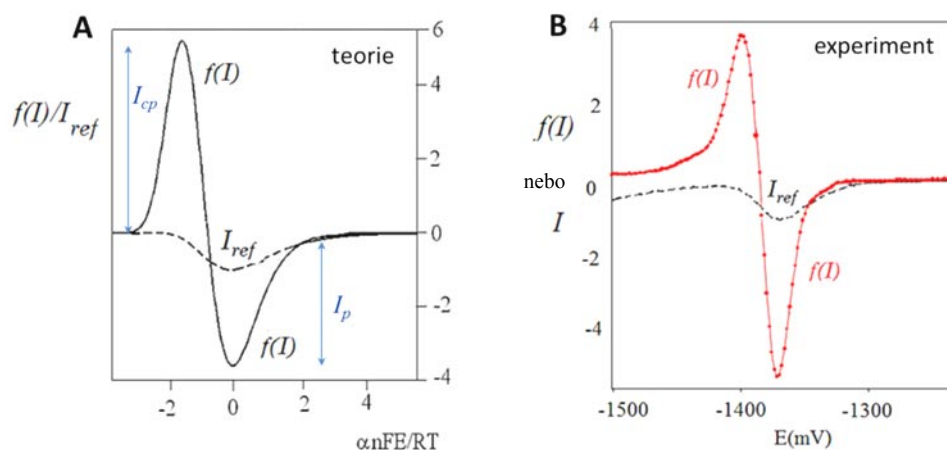 A
teorie
f(I)/I_ref
I_cp
f(I)
I_ref
I_p
f(I)
6
4
2
0
-2
-4
-2
0
2
4
αnFE/RT
B
experiment
f(I)
nebo
I
4
2
0
-2
-4
f(I)
I_ref
f(I)
-1500
-1400
-1300
E(mV)